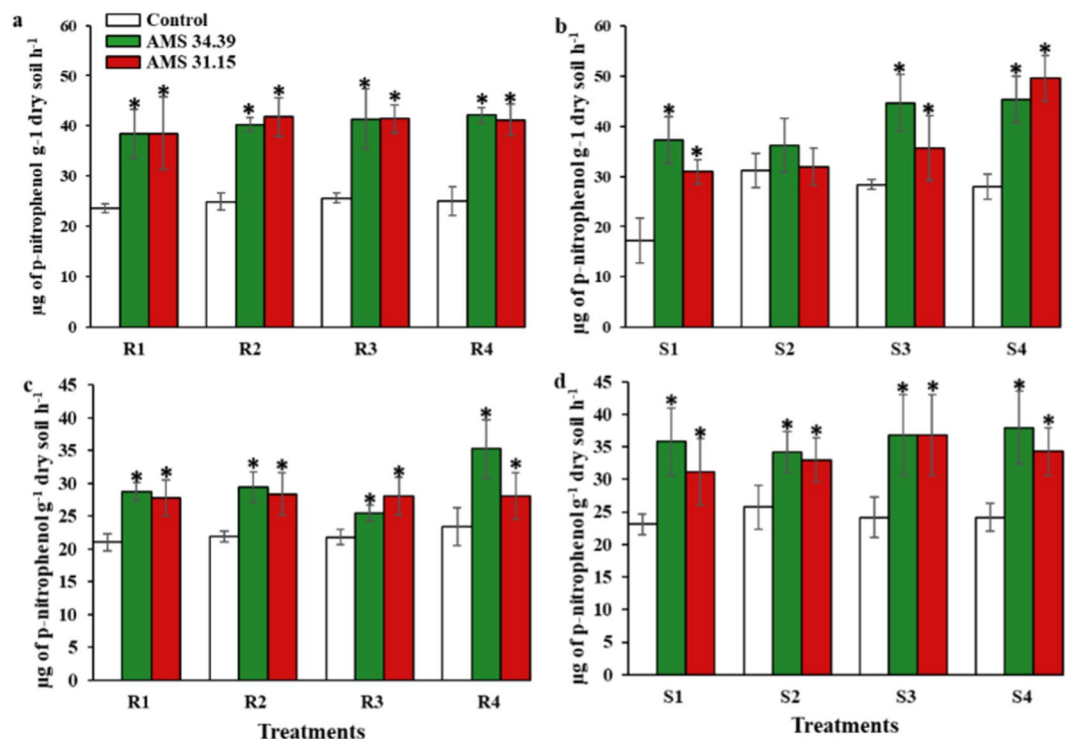 a
Control
AMS 34.39
AMS 31.15
µg of p-nitrophenol g-1 dry soil h⁻¹
60
50
40
30
20
10
0
* * * * * * * *
R1 R2 R3 R4
b
µg of p-nitrophenol g-1 dry soil h⁻¹
60
50
40
30
20
10
0
* * * * * *
S1 S2 S3 S4
c
µg of p-nitrophenol g⁻¹ dry soil h⁻¹
45
40
35
30
25
20
15
10
5
0
* * * * * * * *
R1 R2 R3 R4
Treatments
d
µg of p-nitrophenol g⁻¹ dry soil h⁻¹
45
40
35
30
25
20
15
10
5
0
* * * * * * * *
S1 S2 S3 S4
Treatments